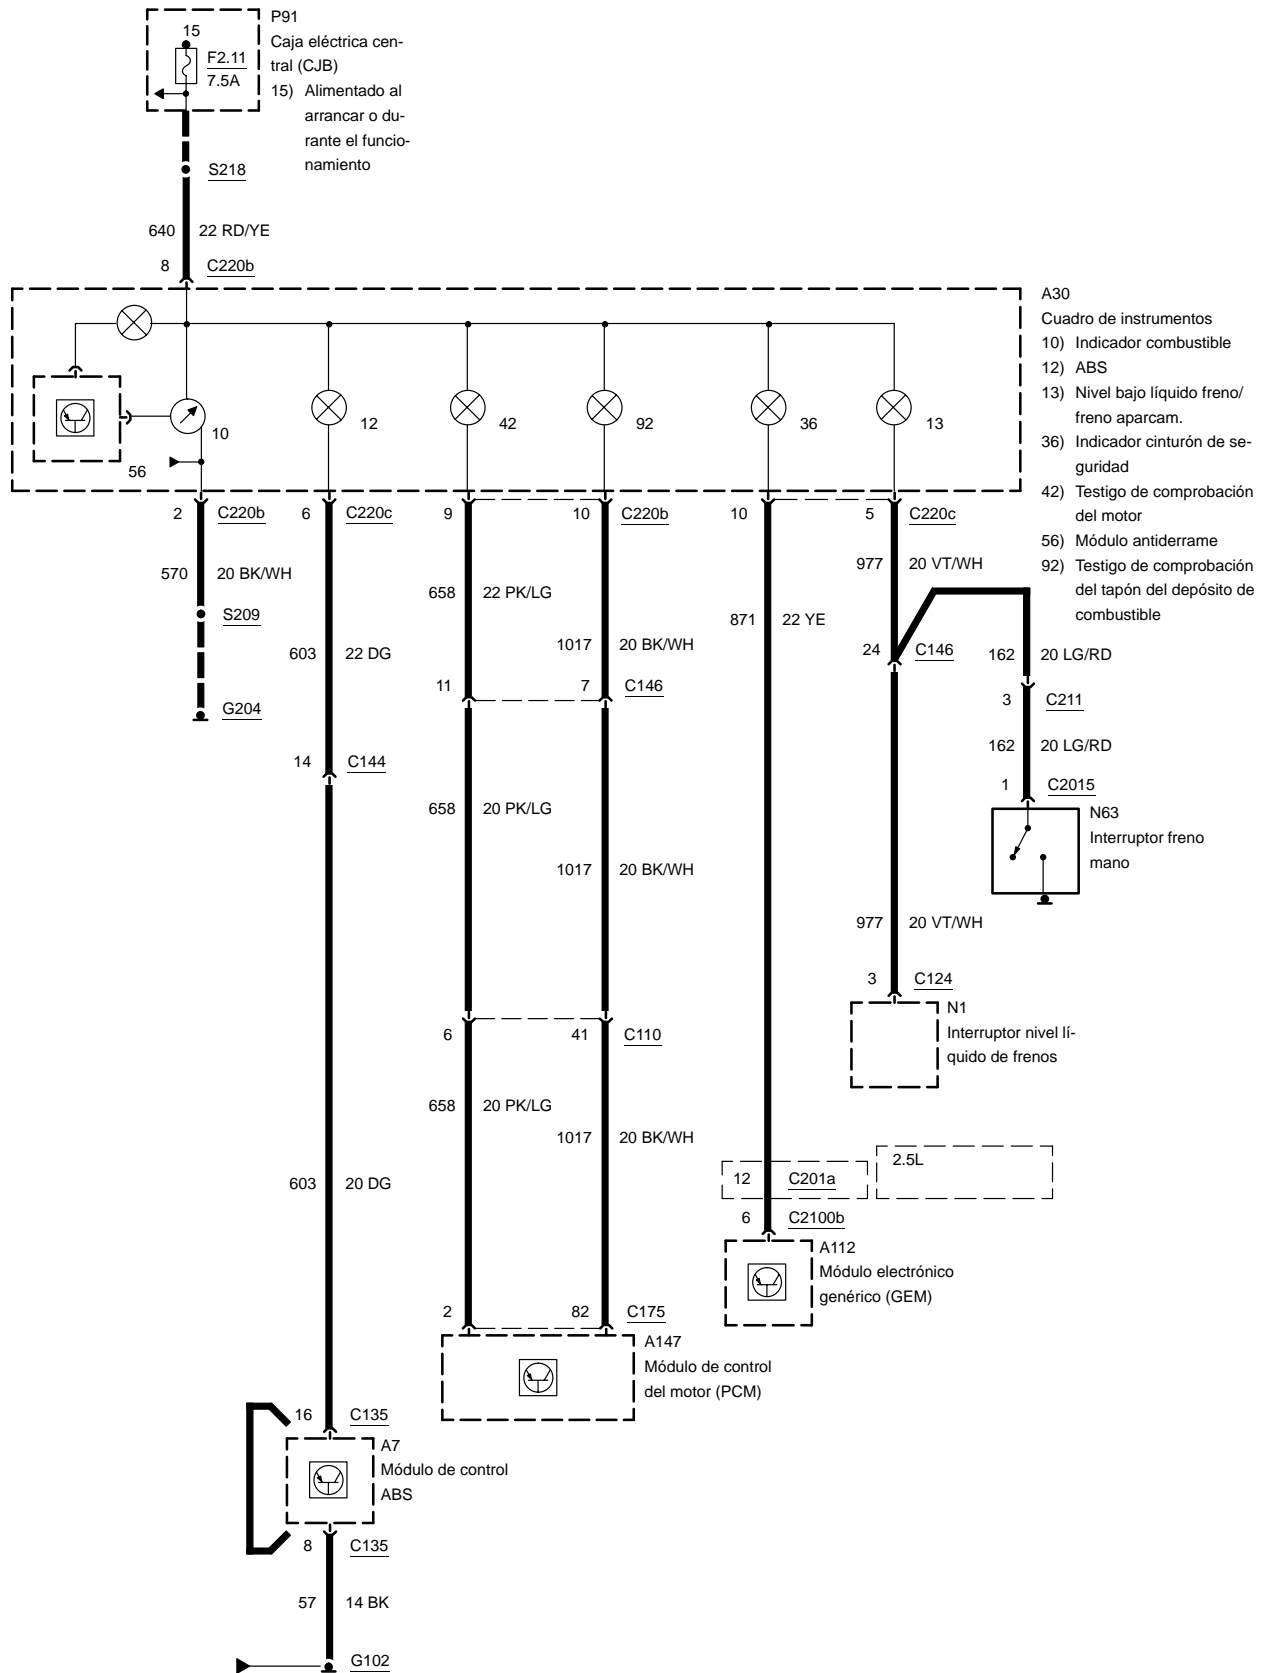 P91
15
Caja eléctrica cen-
F2.11
tral (CJB)
7.5A
15) Alimentado al
arrancar o du-
rante el funcio-
namiento
S218
640 22 RD/YE
8 C220b
A30
Cuadro de instrumentos
10) Indicador combustible
12) ABS
13) Nivel bajo líquido freno/
freno aparcam.
36) Indicador cinturón de se-
guridad
42) Testigo de comprobación
del motor
56) Módulo antiderrame
92) Testigo de comprobación
del tapón del depósito de
combustible
10 12 42 92 36 13
56
2 C220b 6 C220c 9 10 C220b 10 5 C220c
977 20 VT/WH
570 20 BK/WH
658 22 PK/LG
S209
871 22 YE
1017 20 BK/WH
603 22 DG
24 C146
162 20 LG/RD
11 7 C146
3 C211
G204
162 20 LG/RD
14 C144
1 C2015
658 20 PK/LG
N63
Interruptor freno
mano
1017 20 BK/WH
977 20 VT/WH
3 C124
N1
Interruptor nivel lí-
quido de frenos
6 41 C110
658 20 PK/LG
1017 20 BK/WH
2.5L
12 C201a
603 20 DG
6 C2100b
A112
Módulo electrónico
genérico (GEM)
2 82 C175
A147
Módulo de control
del motor (PCM)
16 C135
A7
Módulo de control
ABS
8 C135
57 14 BK
G102